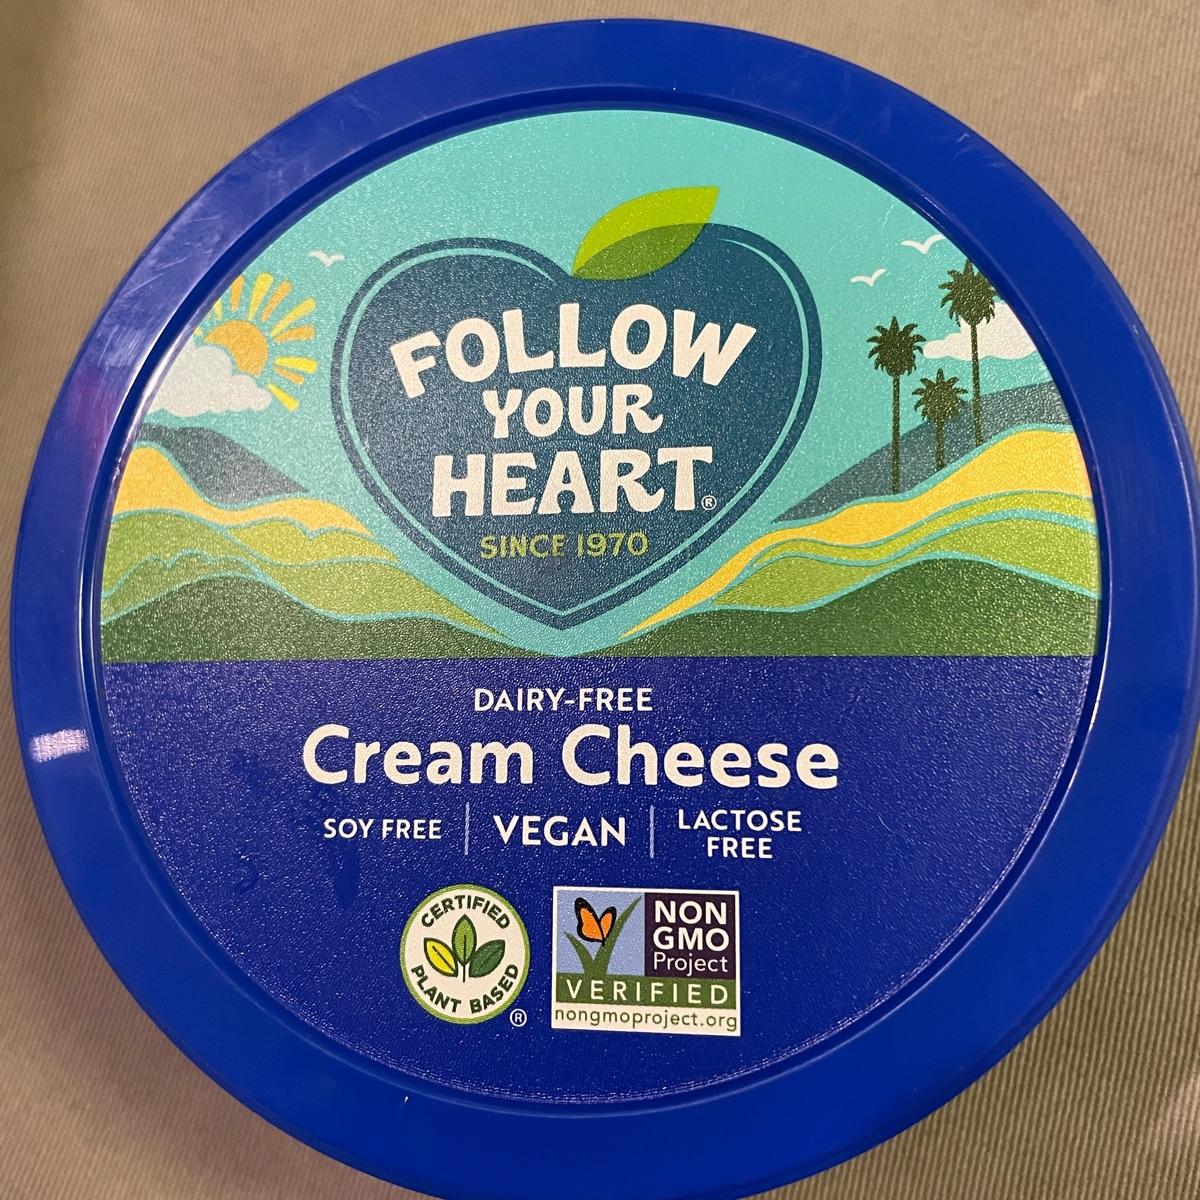 FOLLOW
YOUR
HEART®
SINCE 1970
DAIRY-FREE
Cream Cheese
SOY FREE
VEGAN
LACTOSE
FREE
CERTIFIED
PLANT BASED
®
NON
GMO
Project
VERIFIED
nongmoproject.org